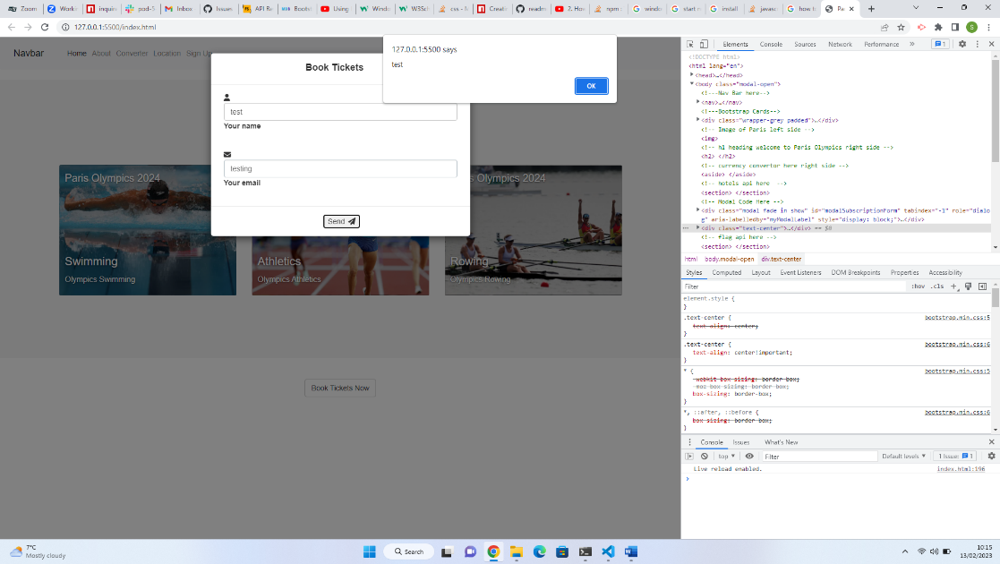 Zoom
Work
inquire
pod-5
Inbox
Issues
API Re
Boots
Using
Windo
W3Sch
css - M
Creati
readm
2. Hov
npm
windo
start n
install
javasc
how t
Pa
127.0.0.1:5500/index.html
S
Navbar
Home About Converter Location Sign Up
127.0.0.1:5500 says
test
OK
Book Tickets
test
Your name
testing
Your email
Send
Paris Olympics 2024
Swimming
Olympics Swimming
Athletics
Olympics Athletics
Olympics 2024
Rowing
Olympics Rowing
Book Tickets Now
Elements Console Sources Network Performance » 1
<!DOCTYPE html>
<html lang="en">
<head>…</head>
<body class="modal-open">
<!---Nav Bar here-->
<nav>…</nav>
<!---Bootstrap Cards-->
<div class="wrapper-grey padded">…</div>
<!-- Image of Paris left side -->
<img>
<!-- h1 heading welcome to Paris Olympics right side -->
<h2> </h2>
<!-- currency convertor here right side -->
<aside> </aside>
<!-- hotels api here -->
<section> </section>
<!-- Modal Code Here -->
<div class="modal fade in show" id="modalSubscriptionForm" tabindex="-1" role="dialo
g" aria-labelledby="myModalLabel" style="display: block;">…</div>
<div class="text-center">…</div> == $0
<!-- flag api here -->
<section> </section>
html body.modal-open div.text-center
Styles Computed Layout Event Listeners DOM Breakpoints Properties Accessibility
Filter :hov .cls +
element.style {
}
.text-center { bootstrap.min.css:5
text-align: center;
}
.text-center { bootstrap.min.css:6
text-align: center!important;
}
* { bootstrap.min.css:5
-webkit-box-sizing: border-box;
-moz-box-sizing: border-box;
box-sizing: border-box;
}
*, ::after, ::before { bootstrap.min.css:6
box-sizing: border-box;
}
Console Issues What's New
top Filter Default levels 1 Issue: 1
Live reload enabled. index.html:196
7°C
Mostly cloudy
Search
10:15
13/02/2023